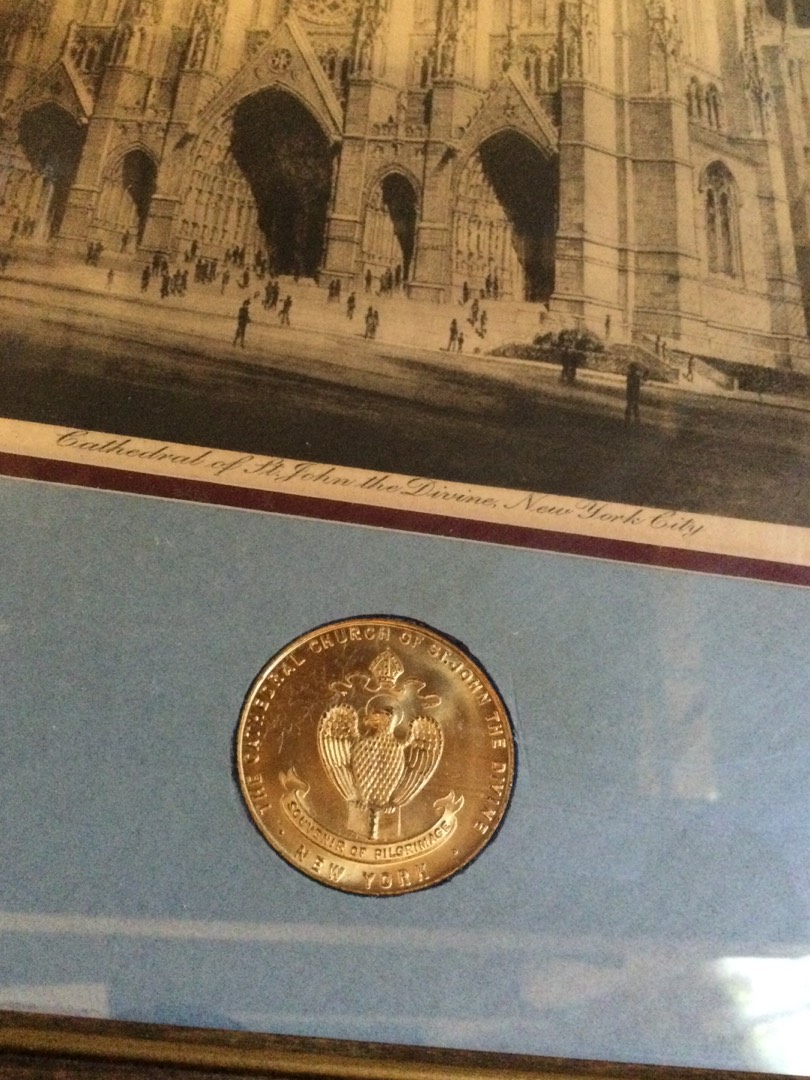 Cathedral of St. John the Divine, New York City
THE CATHEDRAL CHURCH OF ST. JOHN THE DIVINE
SOUVENIR OF PILGRIMAGE
· NEW YORK ·